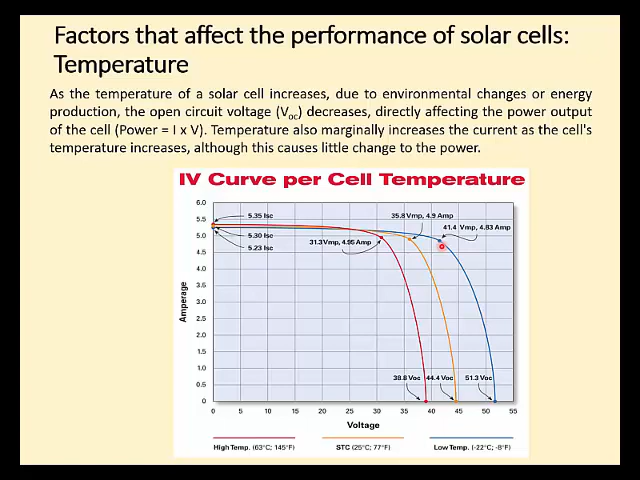 Factors that affect the performance of solar cells:
Temperature
As the temperature of a solar cell increases, due to environmental changes or energy
production, the open circuit voltage (Voc) decreases, directly affecting the power output
of the cell (Power = I x V). Temperature also marginally increases the current as the cell's
temperature increases, although this causes little change to the power.
IV Curve per Cell Temperature
6.0
5.5
5.0
4.5
4.0
3.5
3.0
2.5
2.0
1.5
1.0
0.5
0
Amperage
5.35 Isc
5.30 Isc
5.23 Isc
31.3 Vmp, 4.95 Amp
35.8 Vmp, 4.9 Amp
41.4 Vmp, 4.83 Amp
38.8 Voc
44.4 Voc
51.3 Voc
0 5 10 15 20 25 30 35 40 45 50 55
Voltage
High Temp. (63°C; 145°F)
STC (25°C; 77°F)
Low Temp. (-22°C; -8°F)